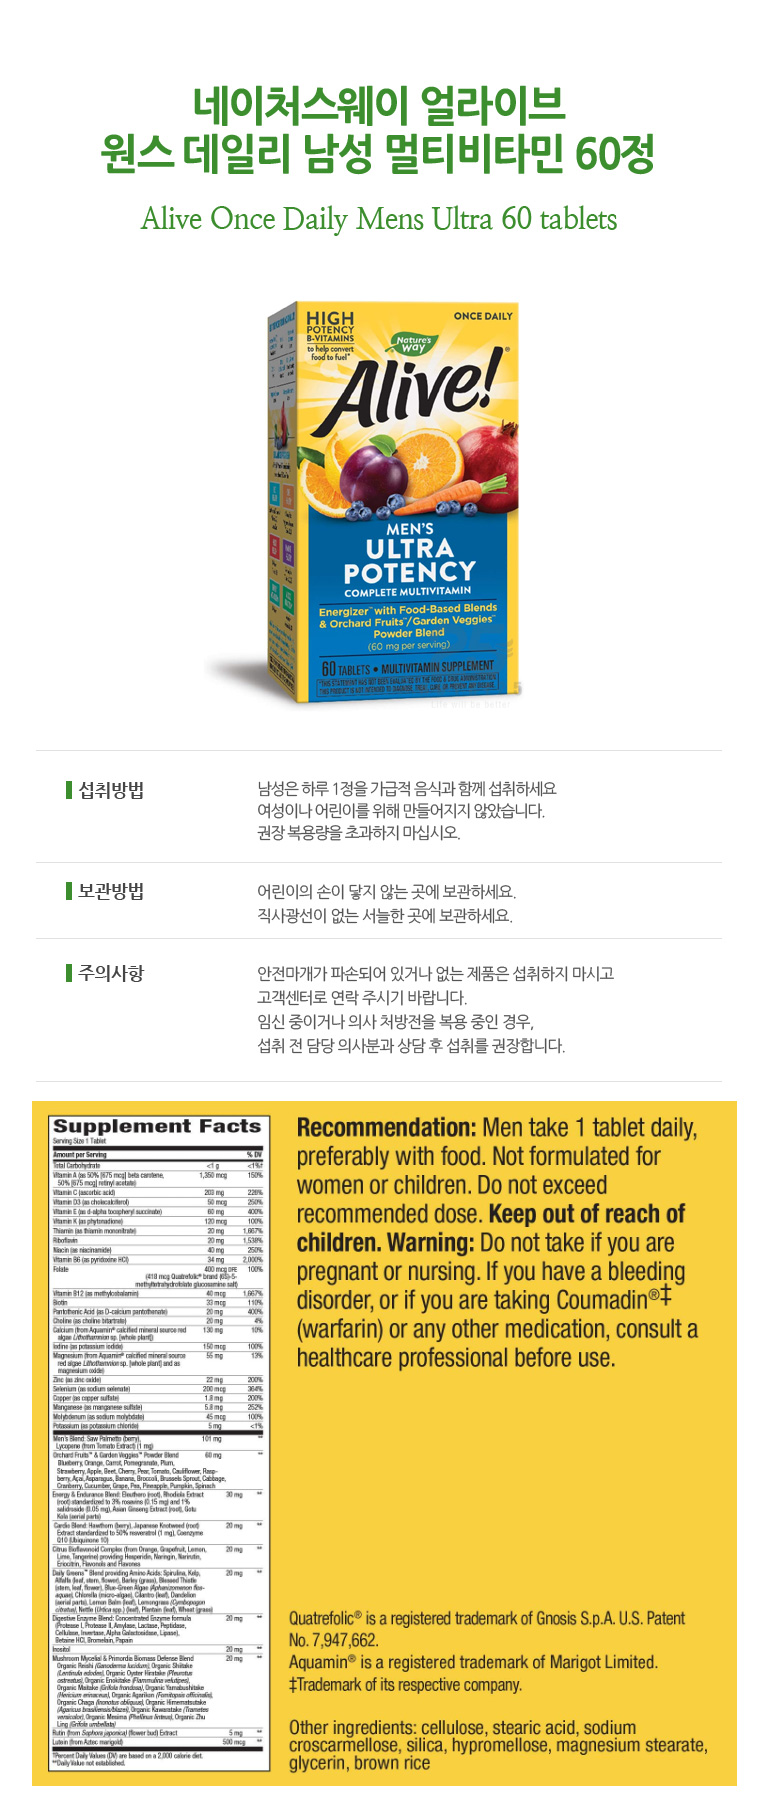 네이처스웨이 얼라이브
원스 데일리 남성 멀티비타민 60정
Alive Once Daily Mens Ultra 60 tablets
HIGH
POTENCY
B-VITAMINS
to help convert
food to fuel*
ONCE DAILY
Nature's
Way
Alive!®
MEN'S
ULTRA
POTENCY
COMPLETE MULTIVITAMIN
Energizer™ with Food-Based Blends
& Orchard Fruits™/Garden Veggies™
Powder Blend
(60 mg per serving)
60 TABLETS • MULTIVITAMIN SUPPLEMENT
섭취방법
남성은 하루 1정을 가급적 음식과 함께 섭취하세요
여성이나 어린이를 위해 만들어지지 않았습니다.
권장 복용량을 초과하지 마십시오.
보관방법
어린이의 손이 닿지 않는 곳에 보관하세요.
직사광선이 없는 서늘한 곳에 보관하세요.
주의사항
안전마개가 파손되어 있거나 없는 제품은 섭취하지 마시고
고객센터로 연락 주시기 바랍니다.
임신 중이거나 의사 처방전을 복용 중인 경우,
섭취 전 담당 의사분과 상담 후 섭취를 권장합니다.
Supplement Facts
Serving Size 1 Tablet
Amount per Serving % DV
Total Carbohydrate <1 g <1%†
Vitamin A (as 50% [675 mcg] beta carotene, 1,350 mcg 150%
50% [675 mcg] retinyl acetate)
Vitamin C (ascorbic acid) 203 mg 226%
Vitamin D3 (as cholecalciferol) 50 mcg 250%
Vitamin E (as d-alpha tocopheryl succinate) 60 mg 400%
Vitamin K (as phytonadione) 120 mcg 100%
Thiamin (as thiamin mononitrate) 20 mg 1,667%
Riboflavin 20 mg 1,538%
Niacin (as niacinamide) 40 mg 250%
Vitamin B6 (as pyridoxine HCl) 34 mg 2,000%
Folate 400 mcg DFE 100%
(418 mcg Quatrefolic® brand (6S)-5-
methyltetrahydrofolate glucosamine salt)
Vitamin B12 (as methylcobalamin) 40 mcg 1,667%
Biotin 33 mcg 110%
Pantothenic Acid (as D-calcium pantothenate) 20 mg 400%
Choline (as choline bitartrate) 20 mg 4%
Calcium (from Aquamin® calcified mineral source red 130 mg 10%
algae Lithothamnion sp. [whole plant])
Iodine (as potassium iodide) 150 mcg 100%
Magnesium (from Aquamin® calcified mineral source 55 mg 13%
red algae Lithothamnion sp. [whole plant] and as
magnesium oxide)
Zinc (as zinc oxide) 22 mg 200%
Selenium (as sodium selenate) 200 mcg 364%
Copper (as copper sulfate) 1.8 mg 200%
Manganese (as manganese sulfate) 5.8 mg 252%
Molybdenum (as sodium molybdate) 45 mcg 100%
Potassium (as potassium chloride) 5 mg <1%
Men's Blend: Saw Palmetto (berry), 101 mg **
Lycopene (from Tomato Extract) (1 mg)
Orchard Fruits™ & Garden Veggies™ Powder Blend 60 mg **
Blueberry, Orange, Carrot, Pomegranate, Plum,
Strawberry, Apple, Beet, Cherry, Pear, Tomato, Cauliflower, Rasp-
berry, Açai, Asparagus, Banana, Broccoli, Brussels Sprout, Cabbage,
Cranberry, Cucumber, Grape, Pea, Pineapple, Pumpkin, Spinach
Energy & Endurance Blend: Eleuthero (root), Rhodiola Extract 30 mg **
(root) standardized to 3% rosavins (0.15 mg) and 1%
salidroside (0.05 mg), Asian Ginseng Extract (root), Gotu
Kola (aerial parts)
Cardio Blend: Hawthorn (berry), Japanese Knotweed (root) 20 mg **
Extract standardized to 50% resveratrol (1 mg), Coenzyme
Q10 (Ubiquinone 10)
Citrus Bioflavonoid Complex (from Orange, Grapefruit, Lemon, 20 mg **
Lime, Tangerine) providing Hesperidin, Naringin, Narirutin,
Eriocitrin, Flavonols and Flavones
Daily Greens™ Blend providing Amino Acids: Spirulina, Kelp, 20 mg **
Alfalfa (leaf, stem, flower), Barley (grass), Blessed Thistle
(stem, leaf, flower), Blue-Green Algae (Aphanizomenon flos-
aquae), Chlorella (micro-algae), Cilantro (leaf), Dandelion
(aerial parts), Lemon Balm (leaf), Lemongrass (Cymbopogon
citratus), Nettle (Urtica spp.) (leaf), Plantain (leaf), Wheat (grass)
Digestive Enzyme Blend: Concentrated Enzyme formula 20 mg **
(Protease I, Protease II, Amylase, Lactase, Peptidase,
Cellulase, Invertase, Alpha Galactosidase, Lipase),
Betaine HCl, Bromelain, Papain
Inositol 20 mg **
Mushroom Mycelial & Primordia Biomass Defense Blend 20 mg **
Organic Reishi (Ganoderma lucidum), Organic Shiitake
(Lentinula edodes), Organic Oyster Hiratake (Pleurotus
ostreatus), Organic Enokitake (Flammulina velutipes),
Organic Maitake (Grifola frondosa), Organic Yamabushitake
(Hericium erinaceus), Organic Agarikon (Fomitopsis officinalis),
Organic Chaga (Inonotus obliquus), Organic Himematsutake
(Agaricus brasiliensis/blazei), Organic Kawaratake (Trametes
versicolor), Organic Mesima (Phellinus linteus), Organic Zhu
Ling (Grifola umbellata)
Rutin (from Sophora japonica) (flower bud) Extract 5 mg **
Lutein (from Aztec marigold) 500 mcg **
†Percent Daily Values (DV) are based on a 2,000 calorie diet.
**Daily Value not established.
Recommendation: Men take 1 tablet daily,
preferably with food. Not formulated for
women or children. Do not exceed
recommended dose. Keep out of reach of
children. Warning: Do not take if you are
pregnant or nursing. If you have a bleeding
disorder, or if you are taking Coumadin®‡
(warfarin) or any other medication, consult a
healthcare professional before use.
Quatrefolic® is a registered trademark of Gnosis S.p.A. U.S. Patent
No. 7,947,662.
Aquamin® is a registered trademark of Marigot Limited.
‡Trademark of its respective company.
Other ingredients: cellulose, stearic acid, sodium
croscarmellose, silica, hypromellose, magnesium stearate,
glycerin, brown rice